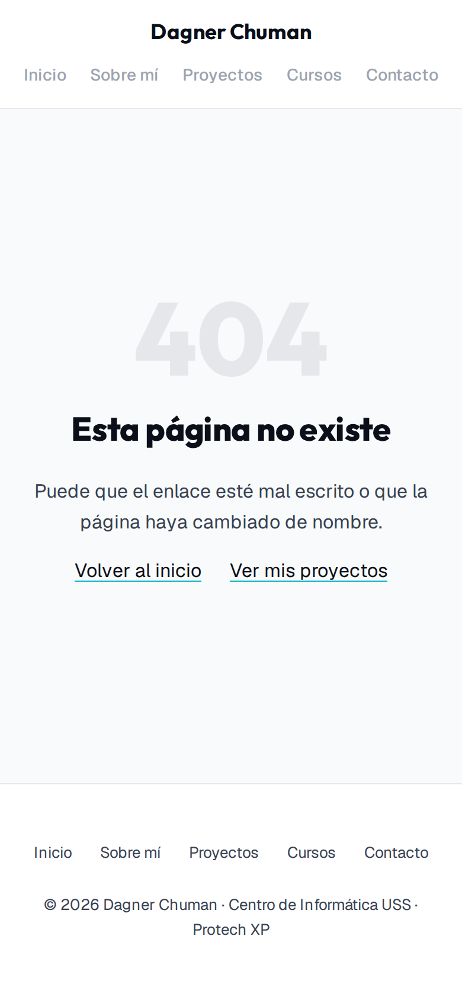 Dagner Chuman
Inicio Sobre mí Proyectos Cursos Contacto
404
Esta página no existe
Puede que el enlace esté mal escrito o que la
página haya cambiado de nombre.
Volver al inicio Ver mis proyectos
Inicio Sobre mí Proyectos Cursos Contacto
© 2026 Dagner Chuman · Centro de Informática USS ·
Protech XP